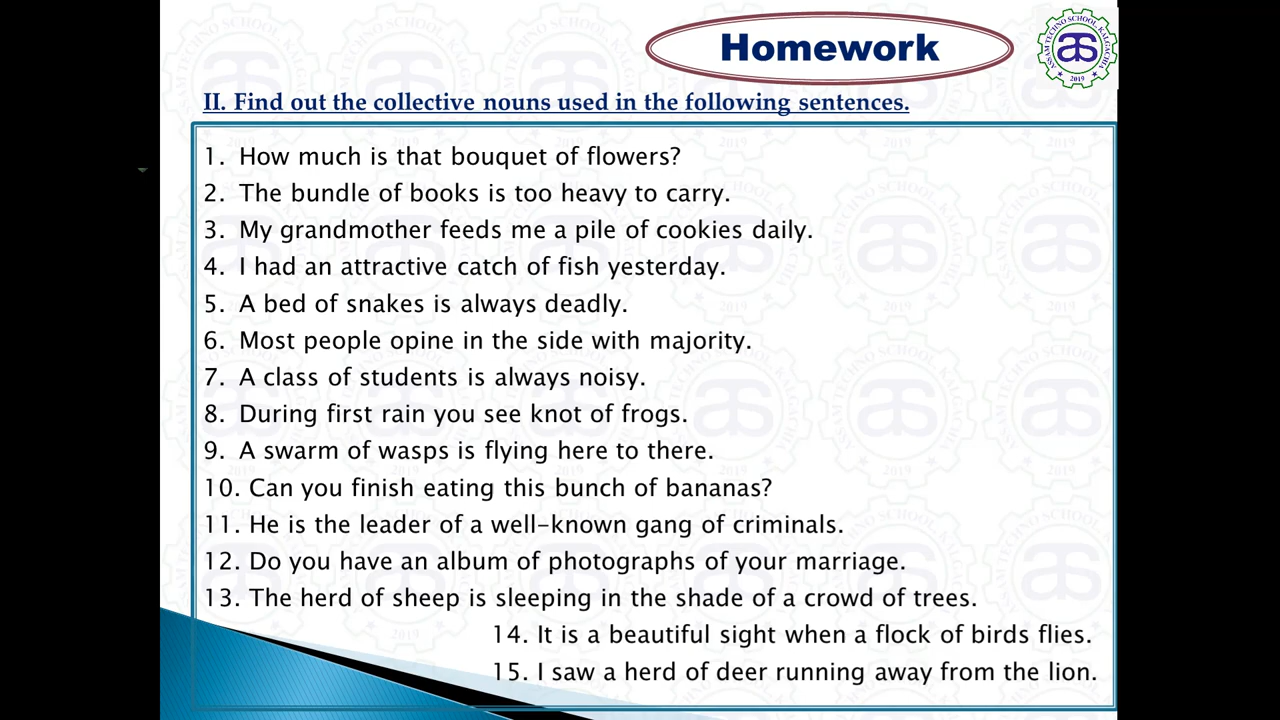 Homework
ASSAM TECHNO SCHOOL, KALGACHIA
as
2019
II. Find out the collective nouns used in the following sentences.
1. How much is that bouquet of flowers?
2. The bundle of books is too heavy to carry.
3. My grandmother feeds me a pile of cookies daily.
4. I had an attractive catch of fish yesterday.
5. A bed of snakes is always deadly.
6. Most people opine in the side with majority.
7. A class of students is always noisy.
8. During first rain you see knot of frogs.
9. A swarm of wasps is flying here to there.
10. Can you finish eating this bunch of bananas?
11. He is the leader of a well-known gang of criminals.
12. Do you have an album of photographs of your marriage.
13. The herd of sheep is sleeping in the shade of a crowd of trees.
14. It is a beautiful sight when a flock of birds flies.
15. I saw a herd of deer running away from the lion.